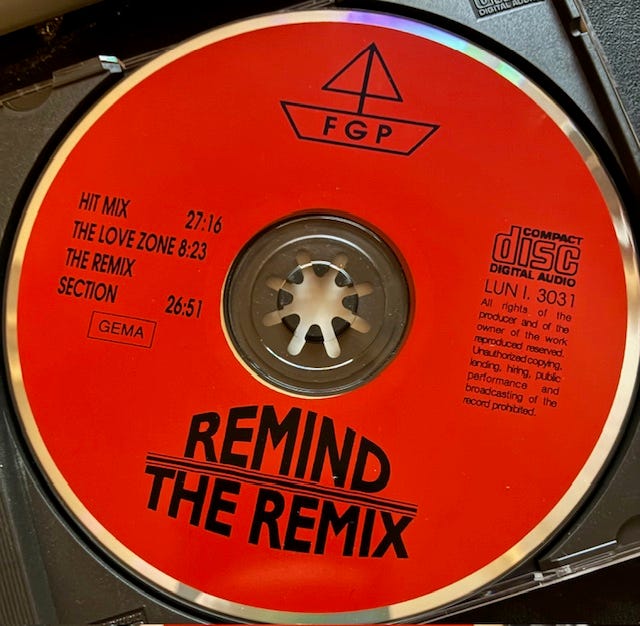 DIGITAL AUDIO
FGP
HIT MIX 27:16
THE LOVE ZONE 8:23
THE REMIX
SECTION 26:51
GEMA
COMPACT
disc
DIGITAL AUDIO
LUN I. 3031
All rights of the
producer and of the
owner of the work
reproduced reserved.
Unauthorized copying,
lending, hiring, public
performance and
broadcasting of the
record prohibited.
REMIND
THE REMIX